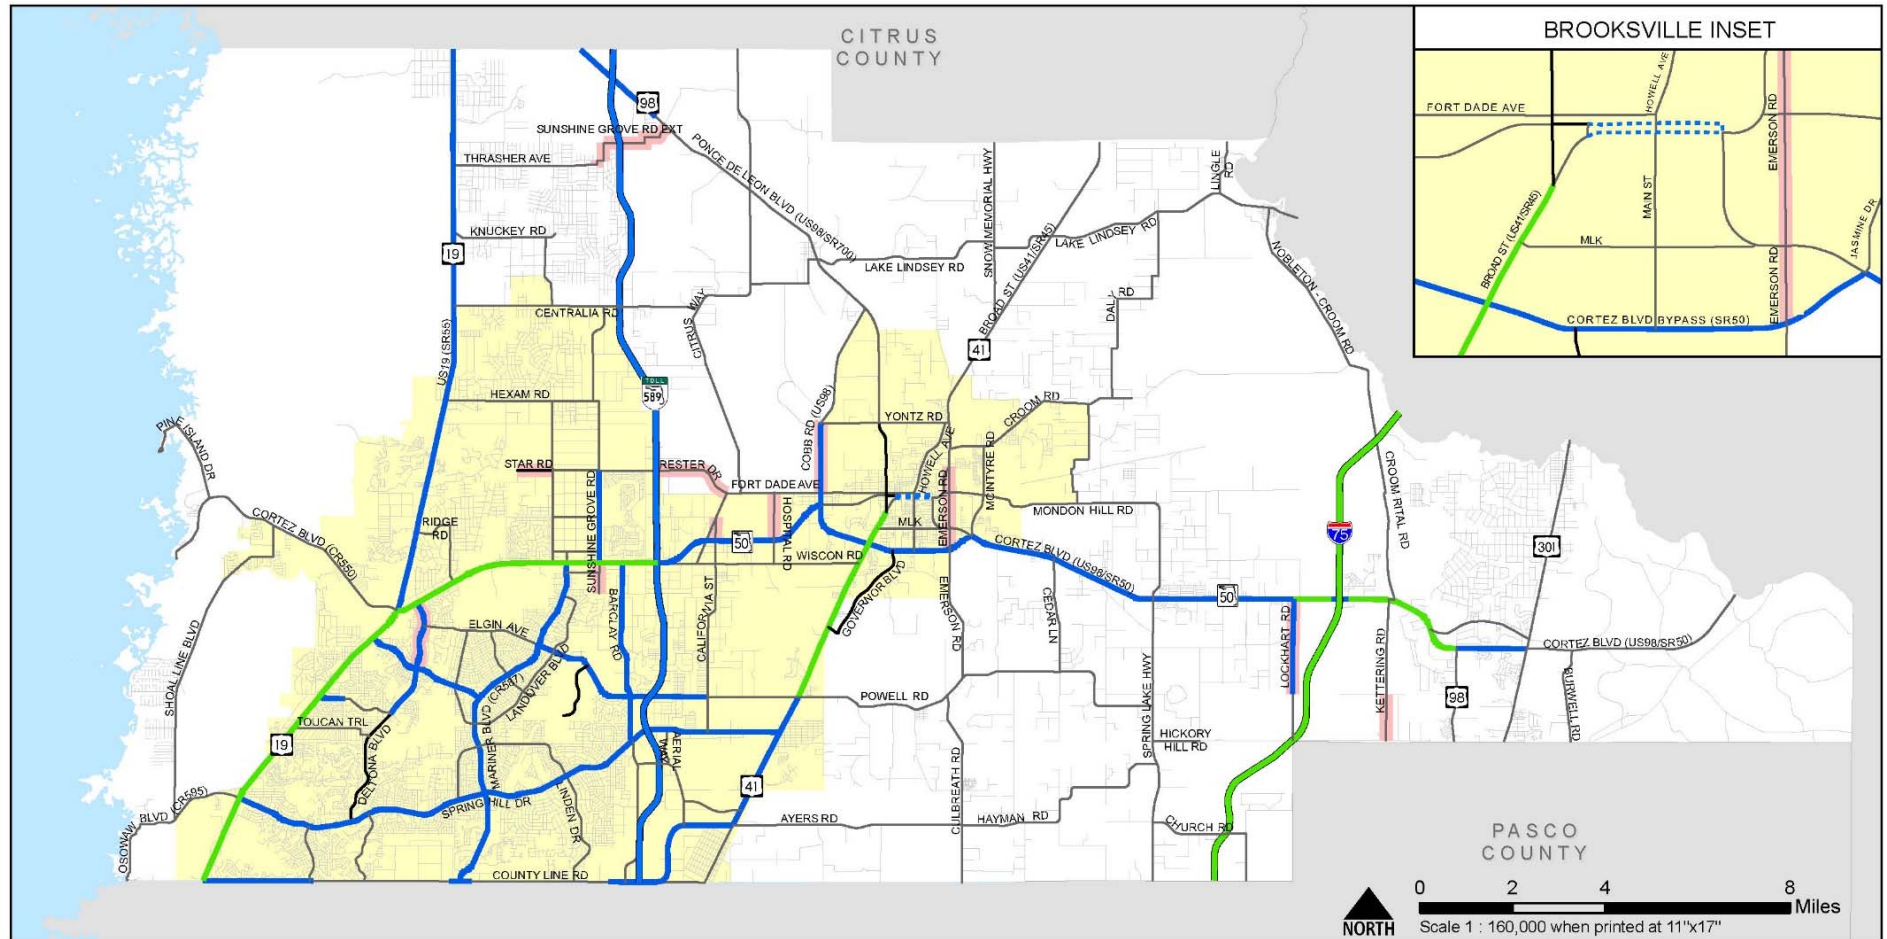 CITRUS
COUNTY
BROOKSVILLE INSET
FORT DADE AVE
HOWELL AVE
EMERSON RD
MAIN ST
BROAD ST (US41/SR45)
MLK
EMERSON RD
JASMINE DR
CORTEZ BLVD BYPASS (SR50)
98
SUNSHINE GROVE RD EXT
THRASHER AVE
PONCE DE LEON BLVD (US98/SR700)
SNOW MEMORIAL HWY
LINGLE
RD
KNUCKEY RD
19
LAKE LINDSEY RD
LAKE LINDSEY RD
BROAD ST (US41/SR45)
NOBLETON - CROOM RD
DALY RD
CENTRALIA RD
CITRUS WAY
US19 (SR55)
41
TOLL
589
HEXAM RD
COBB RD (US98)
YONTZ RD
CROOM RD
PINE ISLAND DR
HOWELL AVE
MCINTYRE RD
STAR RD
RESTER DR
FORT DADE AVE
SUNSHINE GROVE RD
HOSPITAL RD
EMERSON RD
MONDON HILL RD
CROOM RITAL RD
CORTEZ BLVD (CR550)
RIDGE
RD
MLK
50
WISCON RD
CORTEZ BLVD (US98/SR50)
75
301
BARCLAY RD
CALIFORNIA ST
GOVERNOR BLVD
EMERSON RD
CEDAR LN
50
LOCKHART RD
KETTERING RD
ELGIN AVE
CORTEZ BLVD (US98/SR50)
SHOAL LINE BLVD
LANDOVER BLVD
MARINER BLVD (CR587)
POWELL RD
SPRING LAKE HWY
98
BURWELL RD
TOUCAN TRL
19
DELTONA BLVD
AERIAL
WAY
HICKORY
HILL RD
41
CULBREATH RD
OSOWAW BLVD (CR595)
SPRING HILL DR
LINDEN DR
AYERS RD
HAYMAN RD
CHURCH RD
COUNTY LINE RD
PASCO
COUNTY
NORTH
0 2 4 8
Miles
Scale 1 : 160,000 when printed at 11"x17"